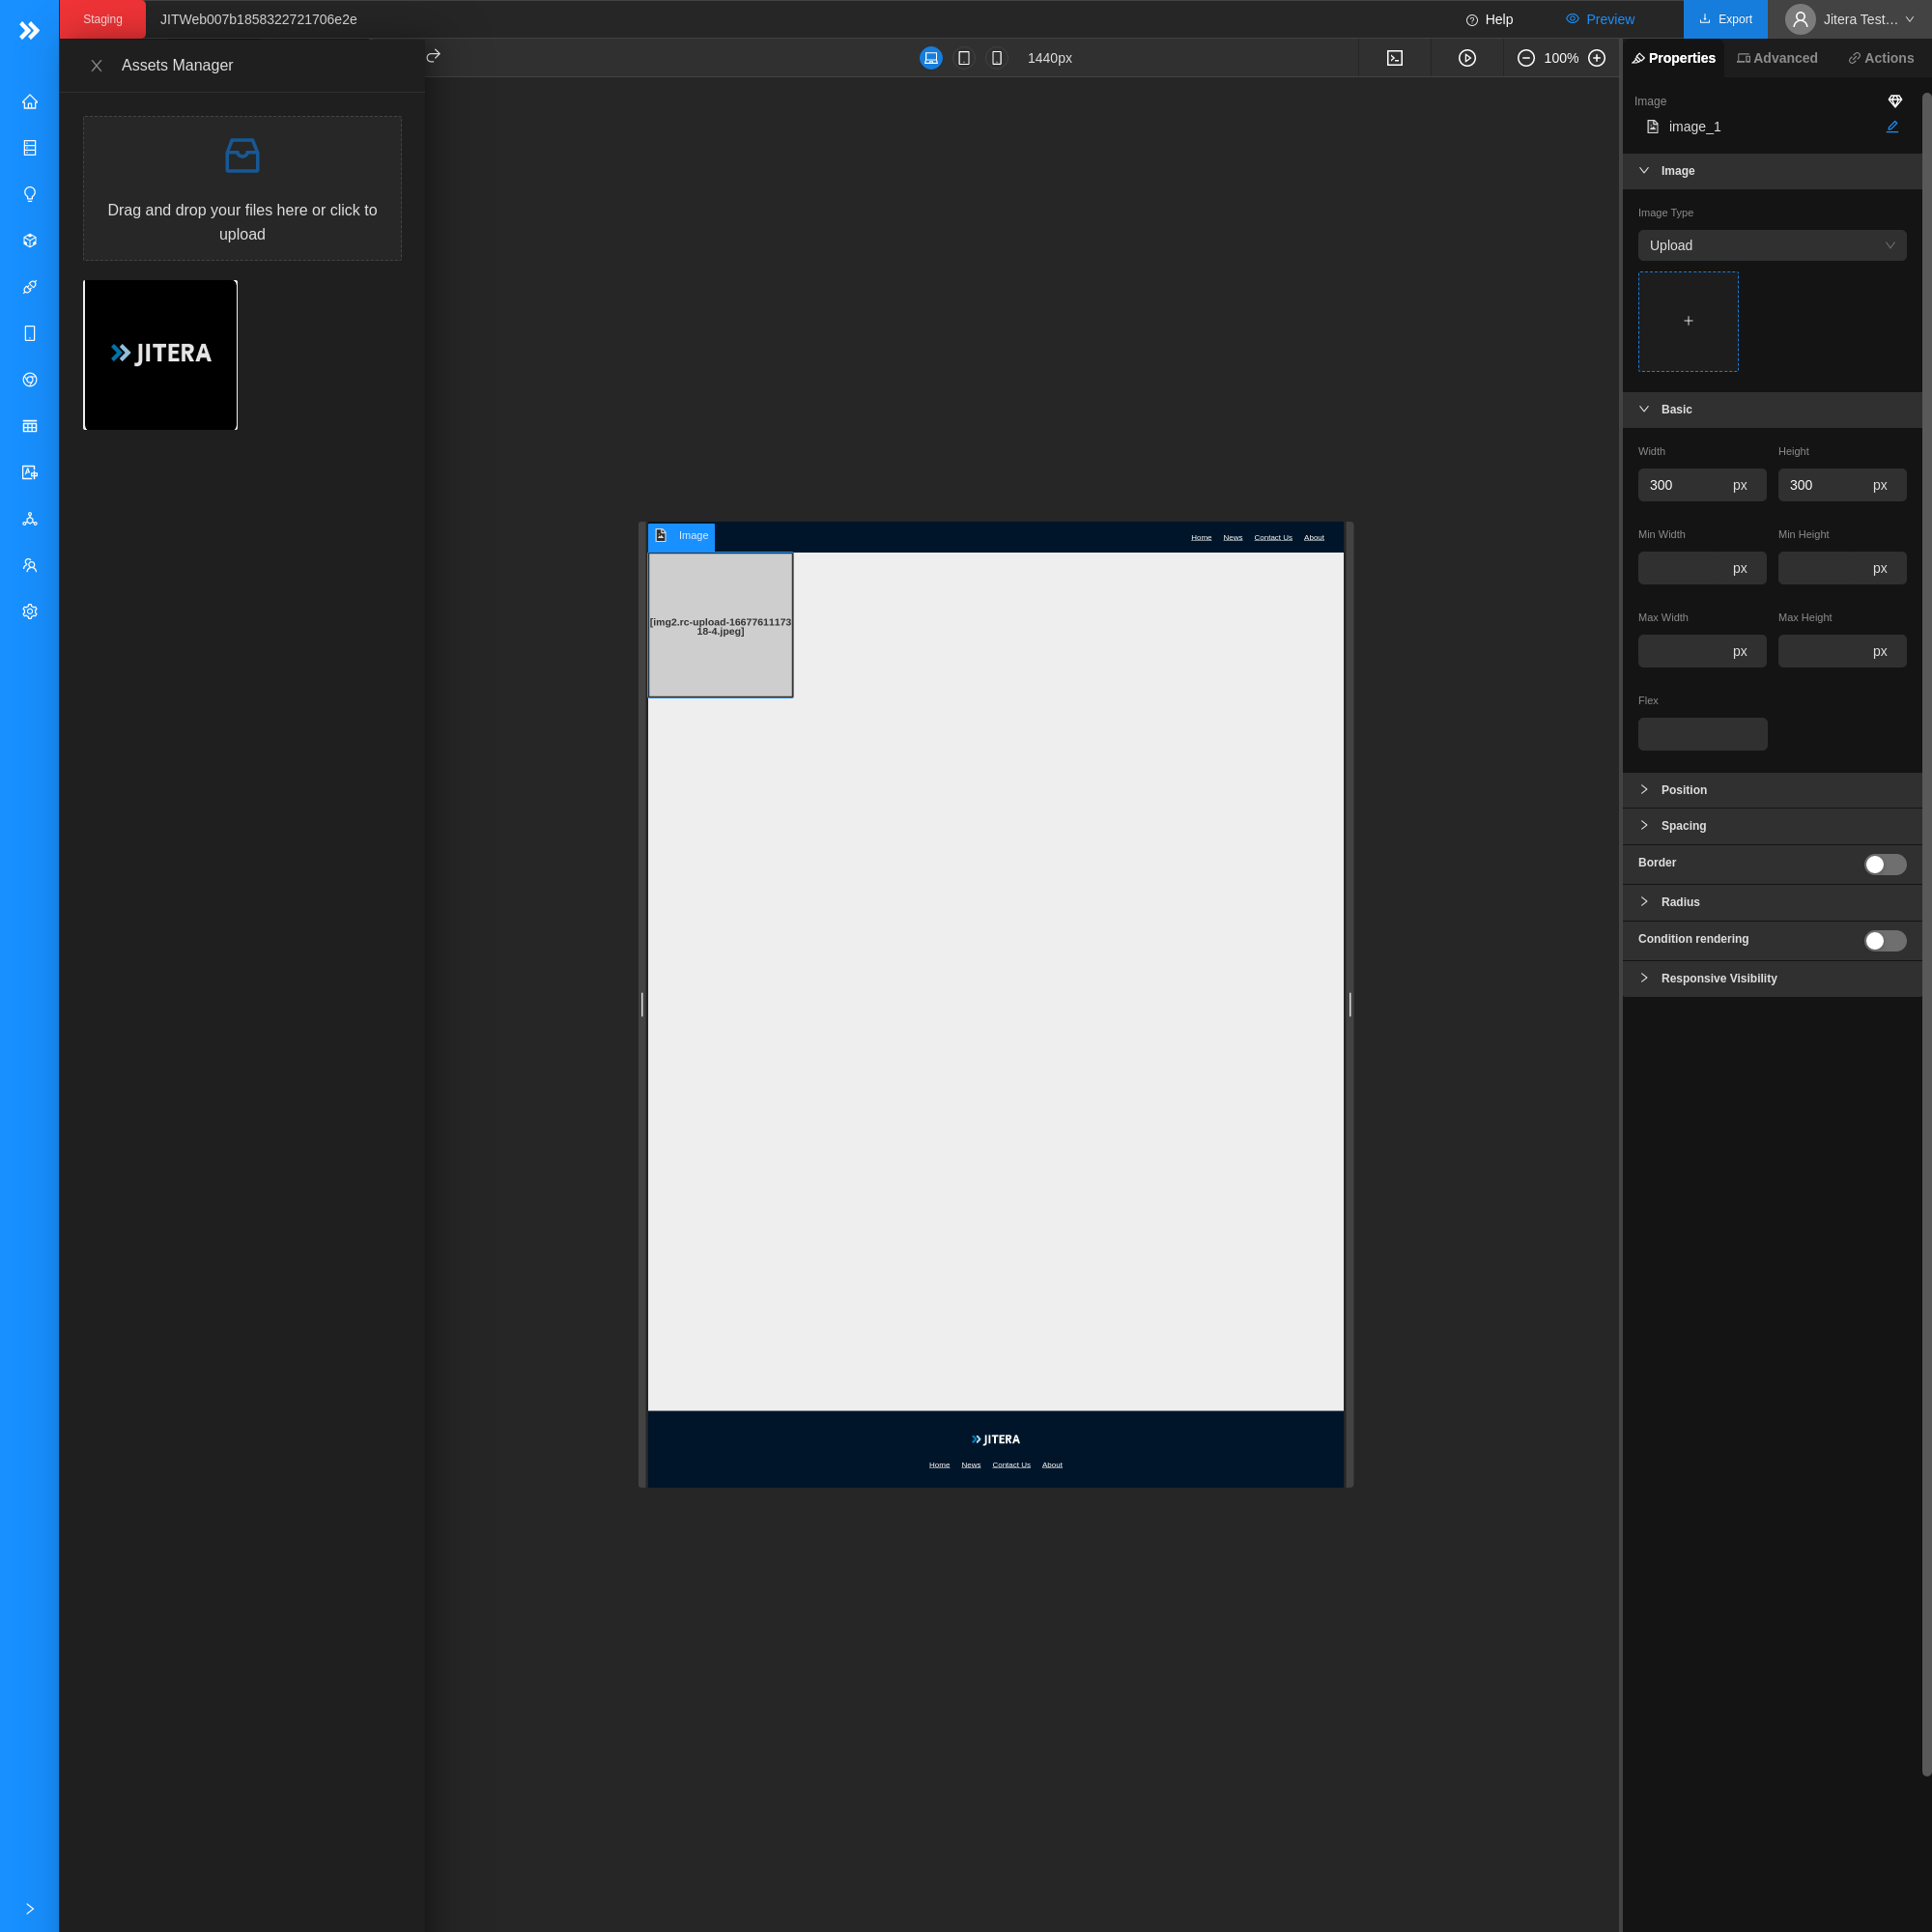 Staging
JITWeb007b1858322721706e2e
Help
Preview
Export
Jitera Test...
Assets Manager
1440px
100%
Properties
Advanced
Actions
Drag and drop your files here or click to
upload
JITERA
Image
Home
News
Contact Us
About
[img2.rc-upload-16677611173
18-4.jpeg]
JITERA
Home
News
Contact Us
About
Image
image_1
Image
Image Type
Upload
Basic
Width
Height
300 px
300 px
Min Width
Min Height
px
px
Max Width
Max Height
px
px
Flex
Position
Spacing
Border
Radius
Condition rendering
Responsive Visibility